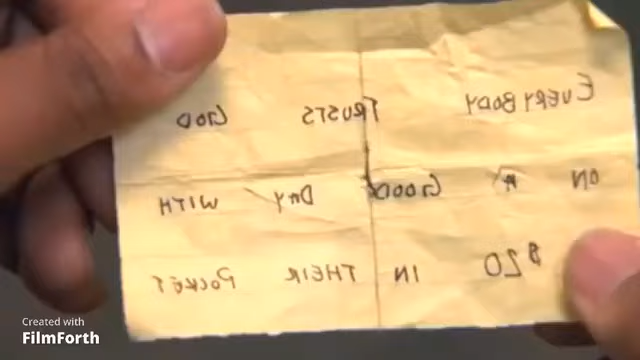 EVERYBODY TRUSTS GOD
ON A GOOD DAY WITH
$20 IN THEIR POCKET
Created with
FilmForth